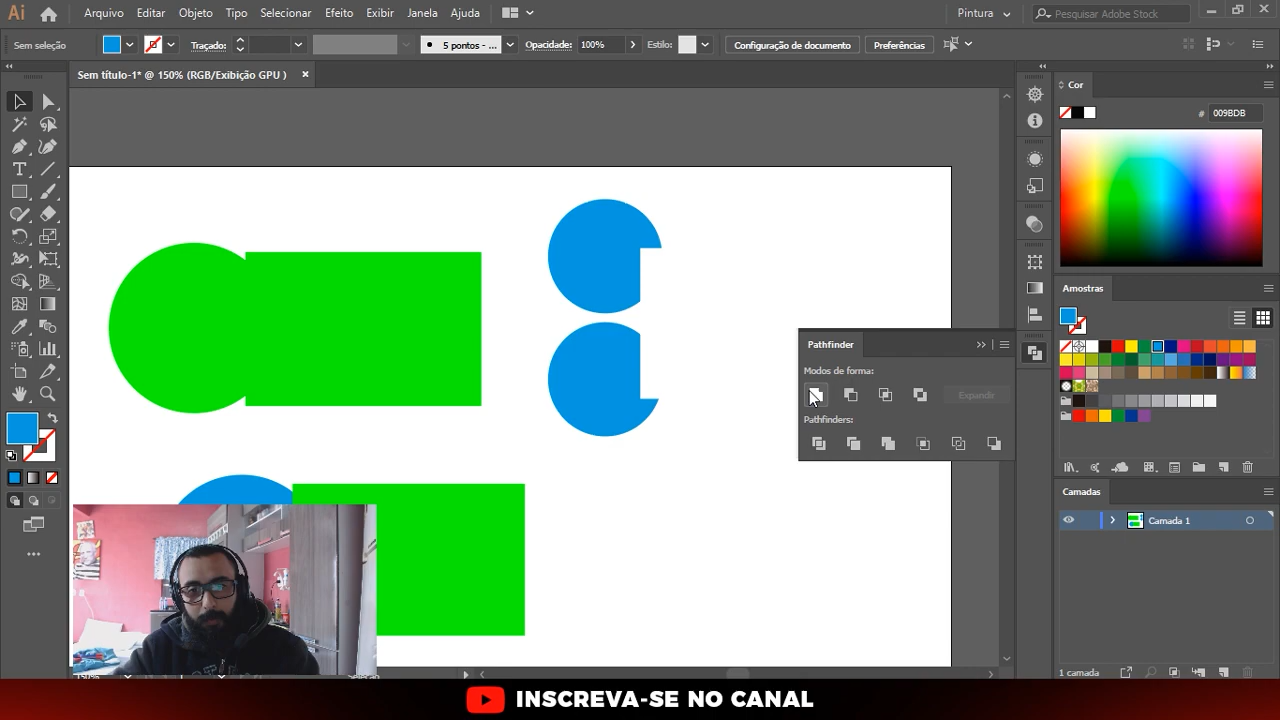 Ai
Arquivo Editar Objeto Tipo Selecionar Efeito Exibir Janela Ajuda
Pintura
Pesquisar Adobe Stock
Sem seleção
Traçado:
5 pontos - ...
Opacidade: 100%
Estilo:
Configuração de documento
Preferências
Sem título-1* @ 150% (RGB/Exibição GPU )
Cor
# 009BDB
Amostras
Pathfinder
Modos de forma:
Expandir
Pathfinders:
Camadas
Camada 1
1 camada
INSCREVA-SE NO CANAL